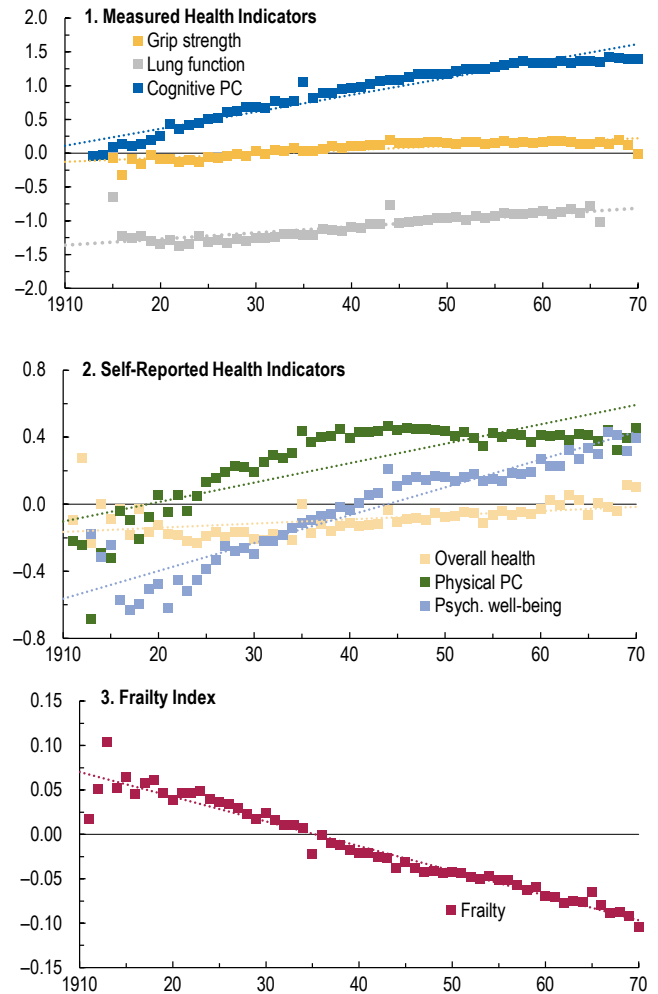 1. Measured Health Indicators
2.0
1.5
1.0
0.5
0.0
−0.5
−1.0
−1.5
−2.0
Grip strength
Lung function
Cognitive PC
1910 20 30 40 50 60 70
2. Self-Reported Health Indicators
0.8
0.4
0.0
−0.4
−0.8
Overall health
Physical PC
Psych. well-being
1910 20 30 40 50 60 70
3. Frailty Index
0.15
0.10
0.05
0.00
−0.05
−0.10
−0.15
Frailty
1910 20 30 40 50 60 70